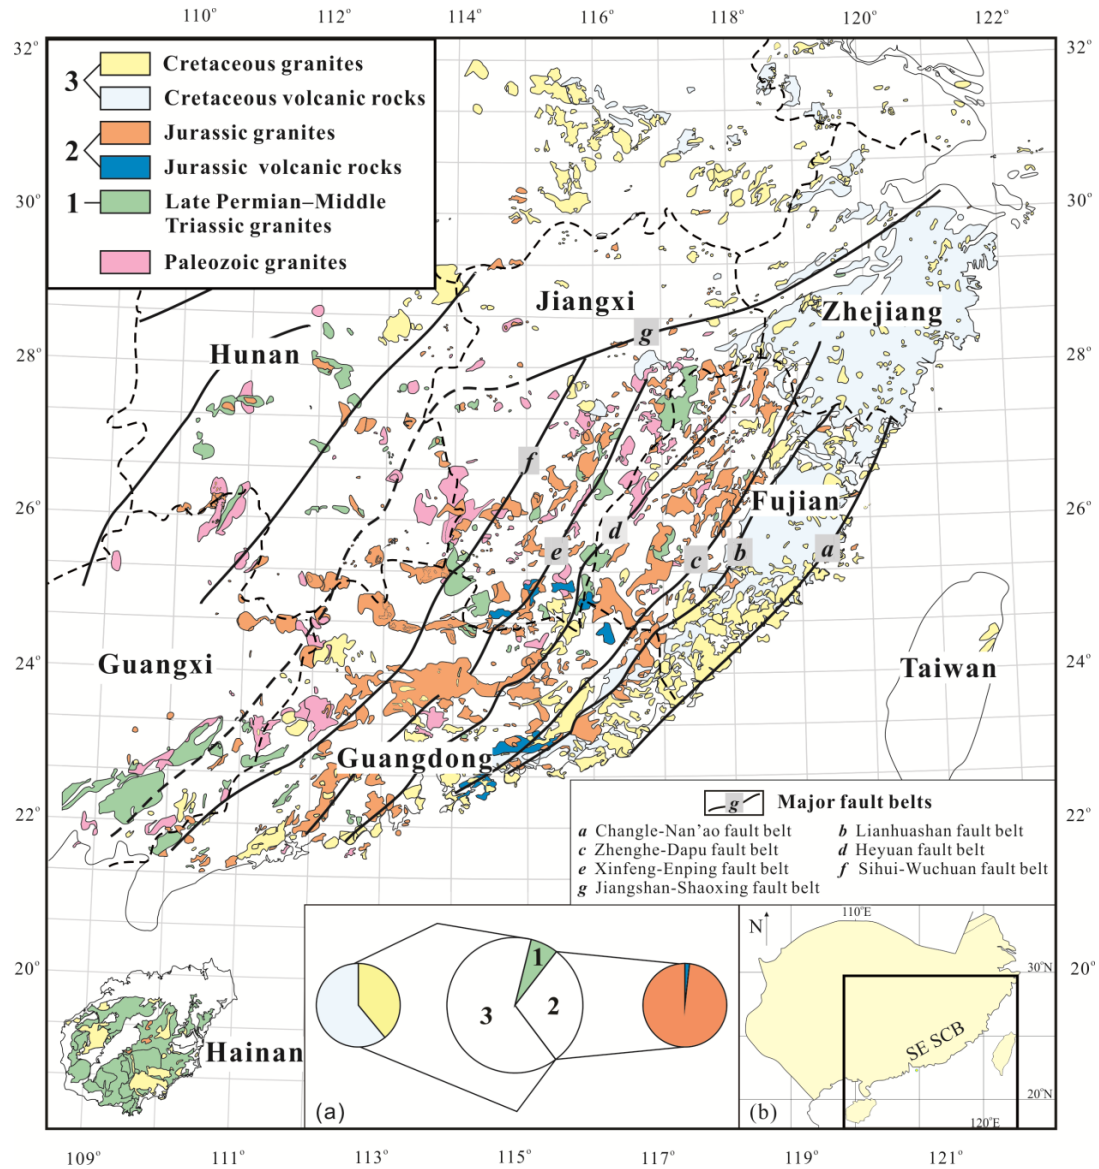 110° 112° 114° 116° 118° 120° 122°
32° 32°
3 Cretaceous granites
Cretaceous volcanic rocks
2 Jurassic granites
Jurassic volcanic rocks
1 Late Permian–Middle
Triassic granites
Paleozoic granites
30° 30°
Jiangxi
Zhejiang
g
Hunan
28° 28°
f
26° 26°
Fujian
d
e c b a
Guangxi
24° 24°
Taiwan
Guangdong
22° 22°
g Major fault belts
a Changle-Nan'ao fault belt b Lianhuashan fault belt
c Zhenghe-Dapu fault belt d Heyuan fault belt
e Xinfeng-Enping fault belt f Sihui-Wuchuan fault belt
g Jiangshan-Shaoxing fault belt
20° 20°
Hainan
1
2
3
(a)
110°E
N
30°N
SE SCB
20°N
120°E
(b)
109° 111° 113° 115° 117° 119° 121°